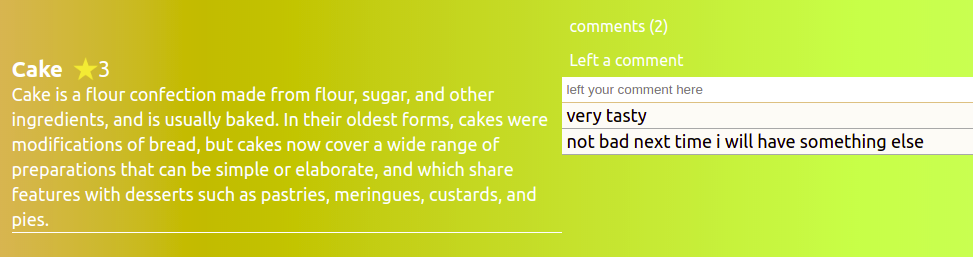 Cake ★3
Cake is a flour confection made from flour, sugar, and other
ingredients, and is usually baked. In their oldest forms, cakes were
modifications of bread, but cakes now cover a wide range of
preparations that can be simple or elaborate, and which share
features with desserts such as pastries, meringues, custards, and
pies.
comments (2)
Left a comment
left your comment here
very tasty
not bad next time i will have something else